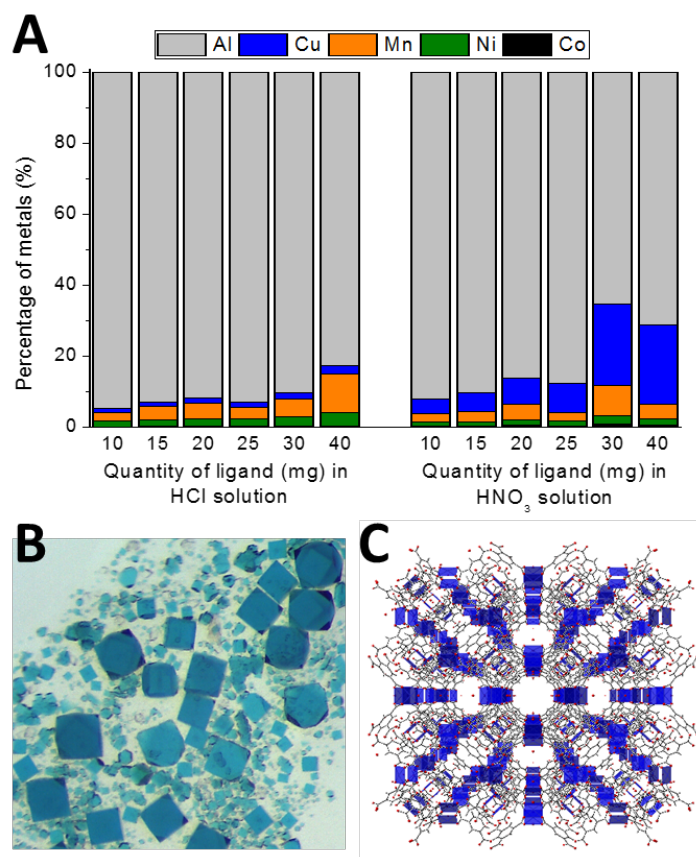 A
Al Cu Mn Ni Co
Percentage of metals (%)
100
80
60
40
20
0
10 15 20 25 30 40 10 15 20 25 30 40
Quantity of ligand (mg) in
HCl solution
Quantity of ligand (mg) in
HNO₃ solution
B
C